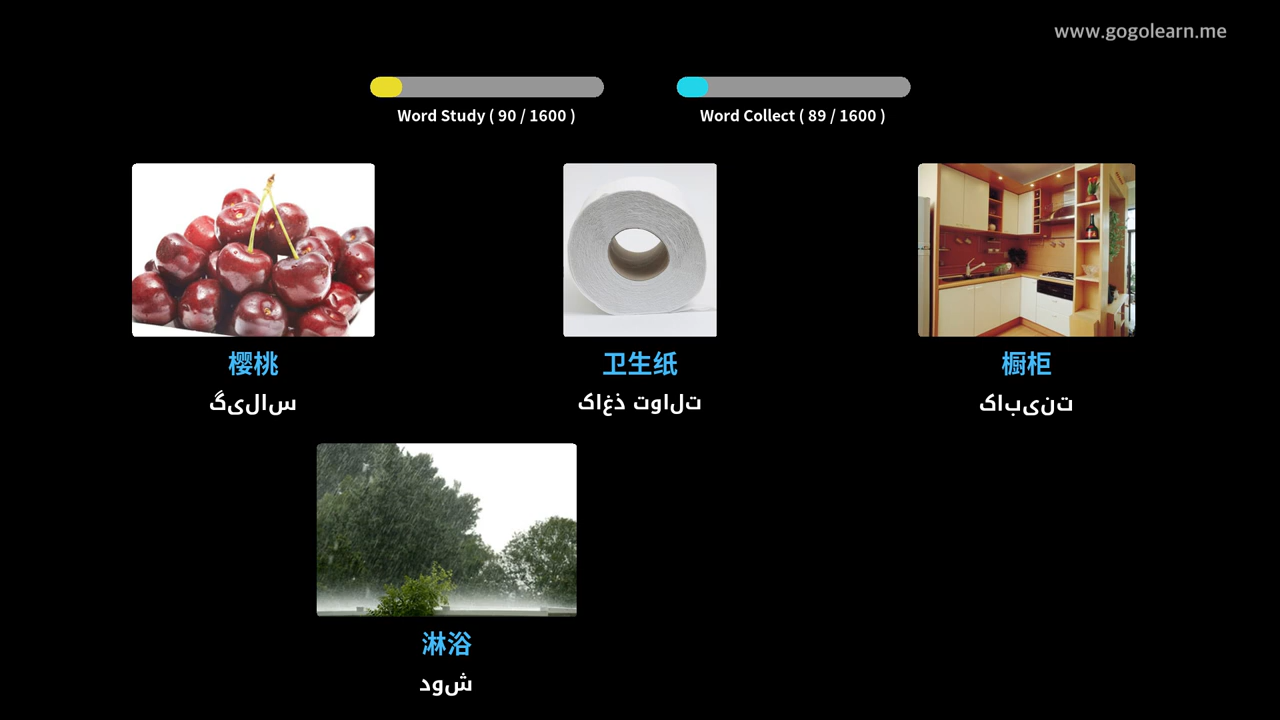 www.gogolearn.me
Word Study ( 90 / 1600 )
Word Collect ( 89 / 1600 )
樱桃
گیلاس
卫生纸
کاغذ توالت
橱柜
کابینت
淋浴
دوش